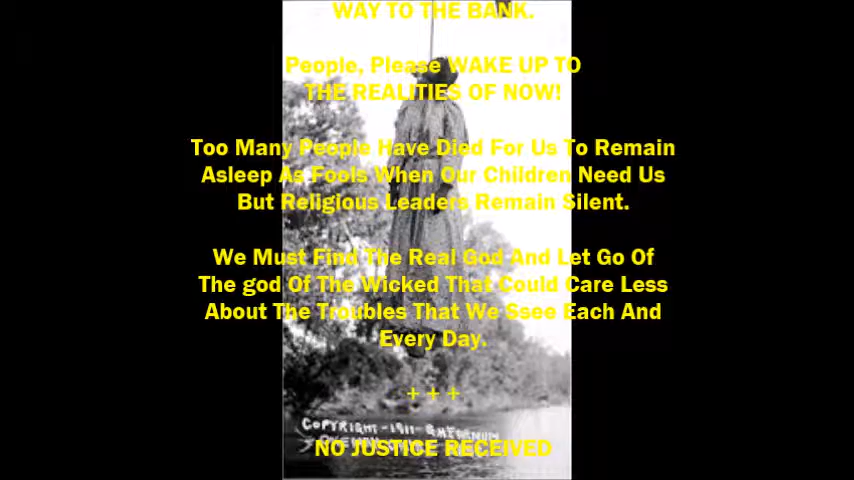 WAY TO THE BANK.
People, Please WAKE UP TO
THE REALITIES OF NOW!
Too Many People Have Died For Us To Remain
Asleep As Fools When Our Children Need Us
But Religious Leaders Remain Silent.
We Must Find The Real God And Let Go Of
The god Of The Wicked That Could Care Less
About The Troubles That We Ssee Each And
Every Day.
+ + +
COPYRIGHT-1911-
NO JUSTICE RECEIVED